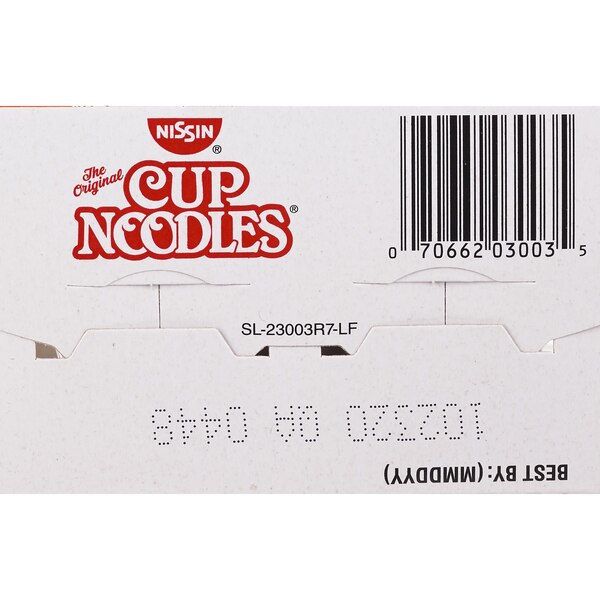 NISSIN®
The Original
CUP
NOODLES®
0 70662 03003 5
SL-23003R7-LF
BEST BY: (MMDDYY)
102320 0A 0448